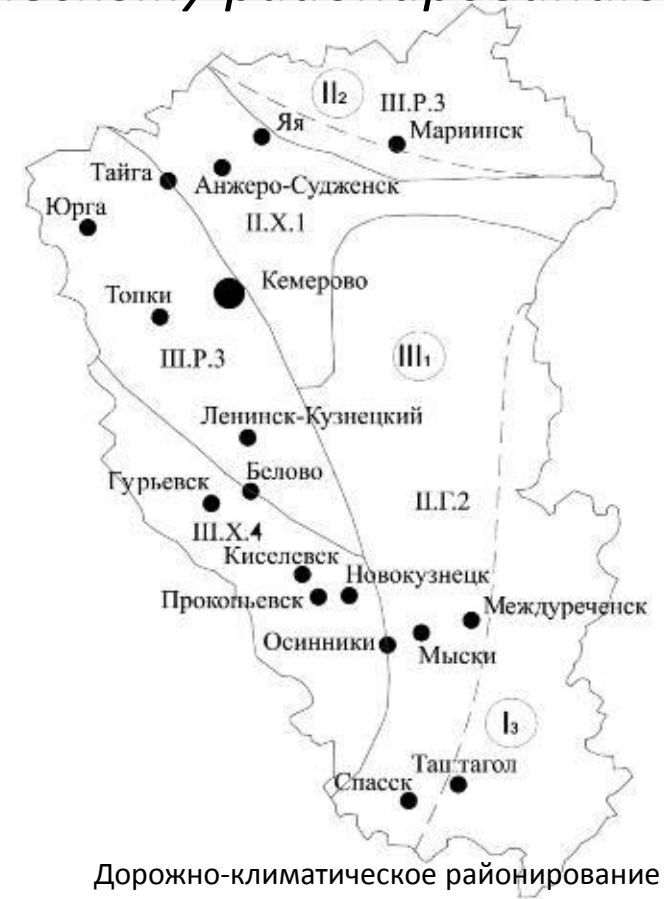 II₂
III.Р.3
Яя
Мариинск
Тайга
Анжеро-Судженск
Юрга
II.X.1
Кемерово
Топки
III.Р.3
III₁
Ленинск-Кузнецкий
Белово
Гурьевск
II.Г.2
III.X.4
Киселевск
Новокузнецк
Прокопьевск
Междуреченск
Осинники
Мыски
I₃
Таштагол
Спасск
Дорожно-климатическое районирование